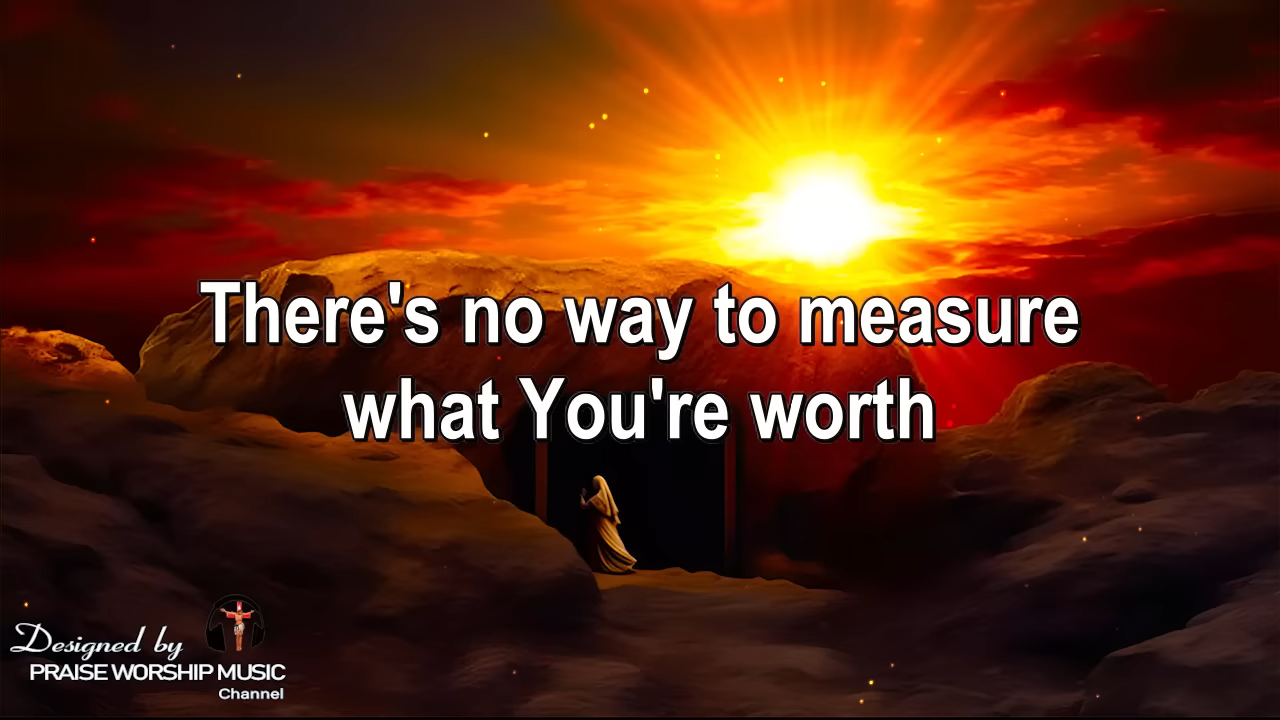 There's no way to measure
what You're worth
Designed by
PRAISE WORSHIP MUSIC
Channel